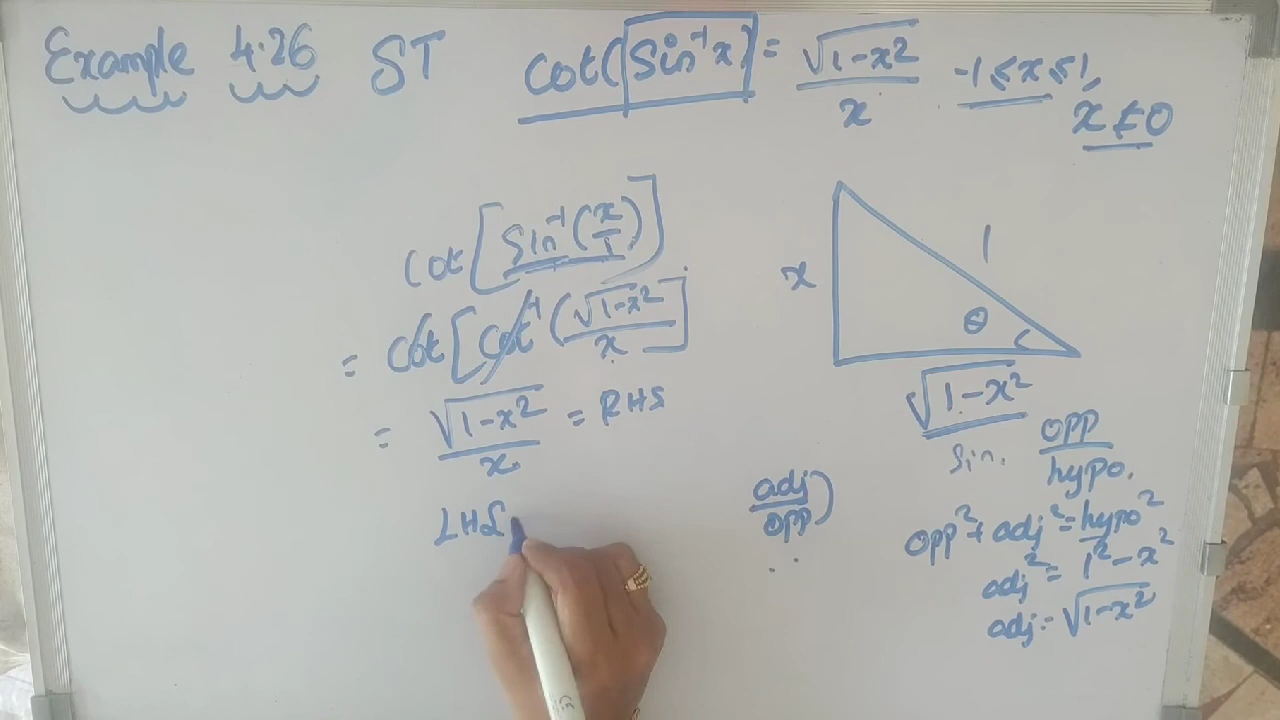 Example 4.26 ST cot(Sin⁻¹x) = √(1-x²)/x -1≤x≤1,
x≠0
cot[Sin⁻¹(x/1)]
= cot[cot⁻¹(√(1-x²)/x)]
= √(1-x²)/x = RHS
LHS
x
1
θ
√(1-x²)
Sin. opp/hypo.
adj/opp)
opp² + adj² = hypo²
adj² = 1² - x²
adj = √(1-x²)